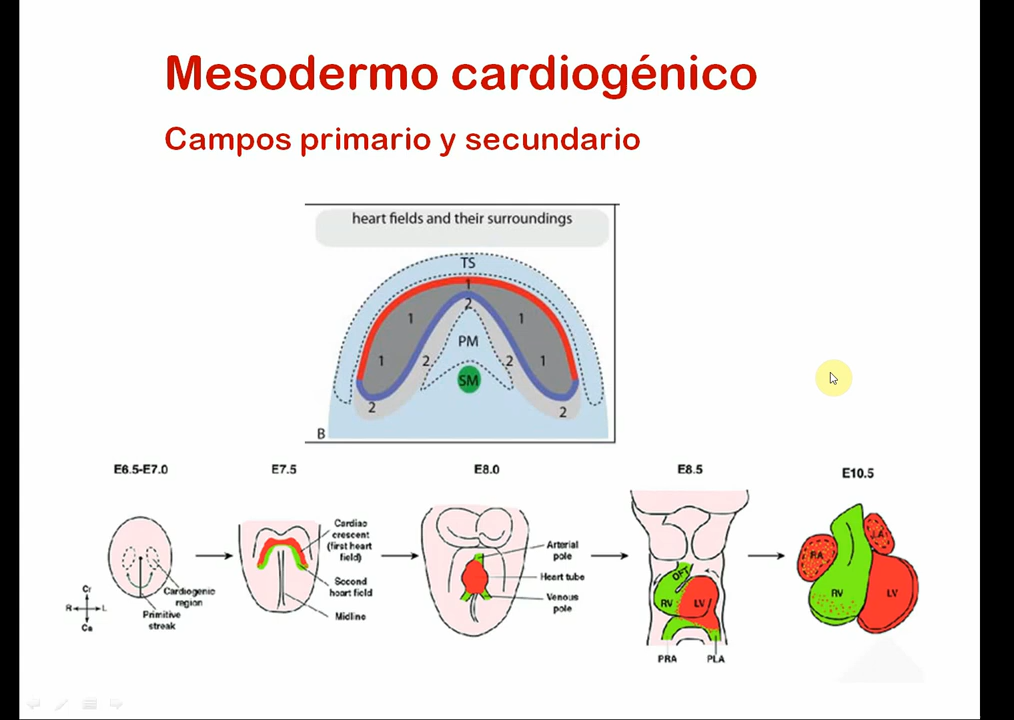 Mesodermo cardiogénico
Campos primario y secundario
heart fields and their surroundings
TS
1
2
1
1
PM
1
2
2
1
SM
2
2
B
E6.5-E7.0
E7.5
E8.0
E8.5
E10.5
Cardiac
crescent
(first heart
field)
Second
heart field
Midline
Cardiogenic
region
Primitive
streak
Cr
R
L
Ca
Arterial
pole
Heart tube
Venous
pole
OFT
RV
LV
PRA
PLA
RA
LA
RV
LV